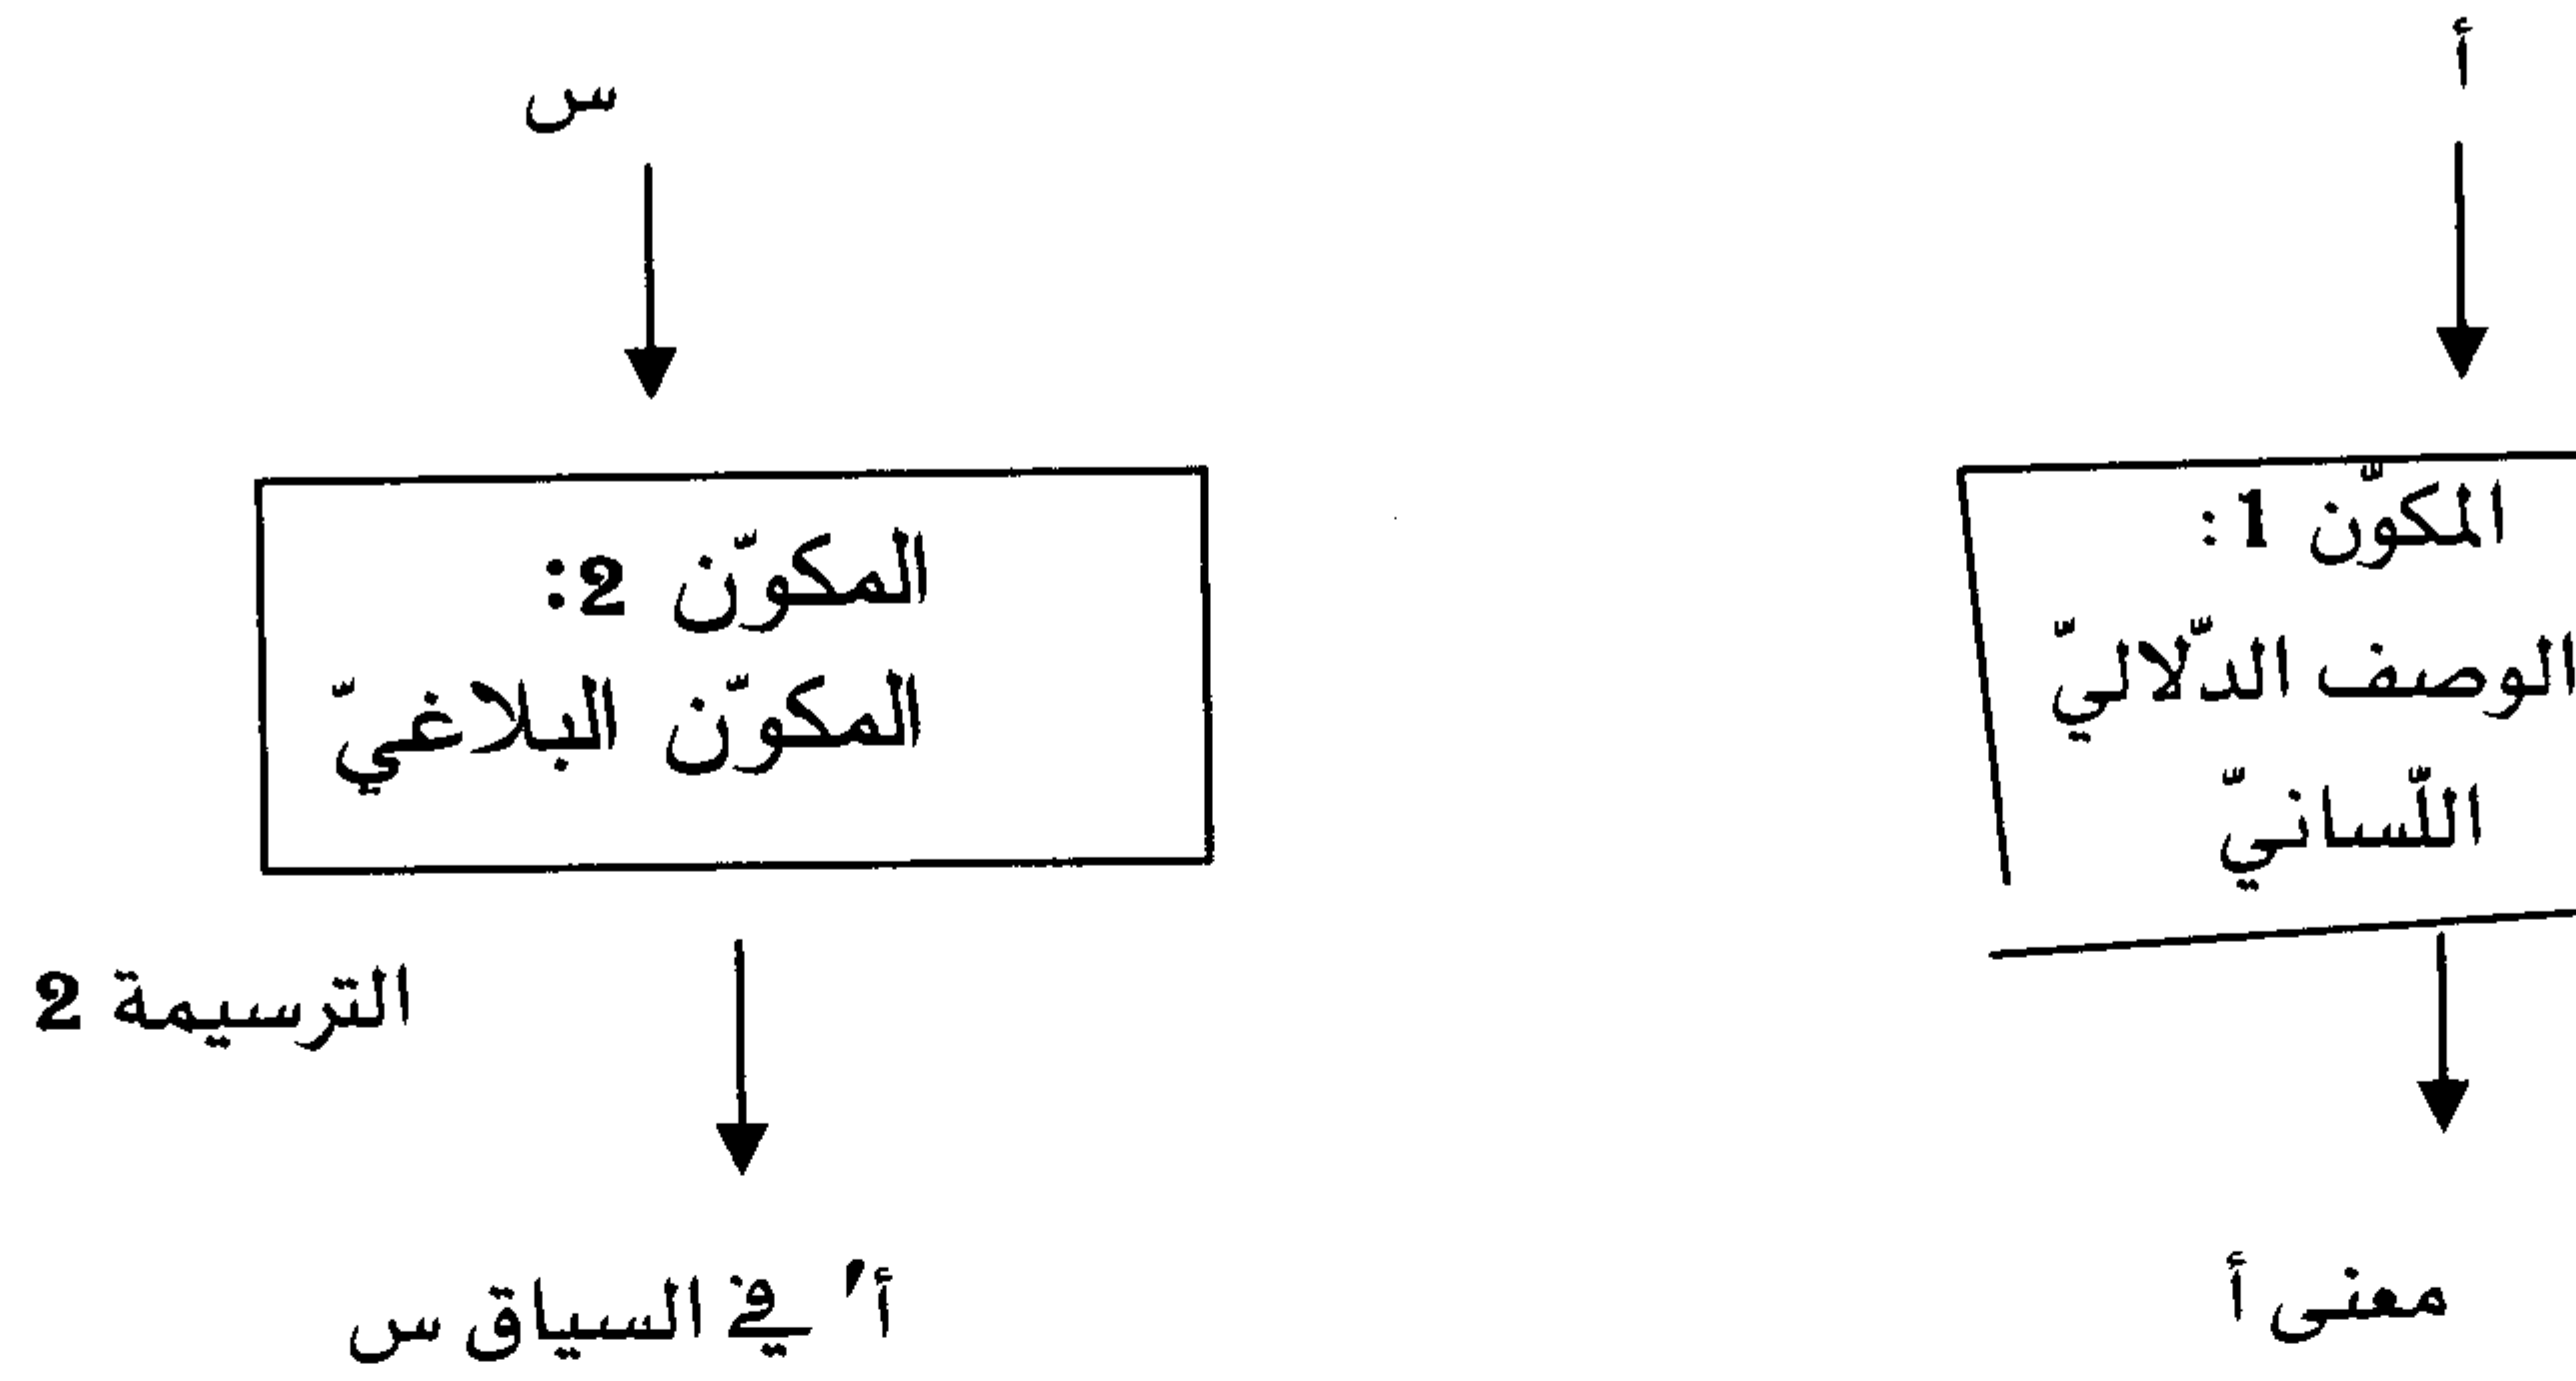 أ
المكوّن 1:
الوصف الدّلاليّ
اللّسانيّ
معنى أ
س
المكوّن 2:
المكوّن البلاغيّ
الترسيمة 2
أ′ في السياق س